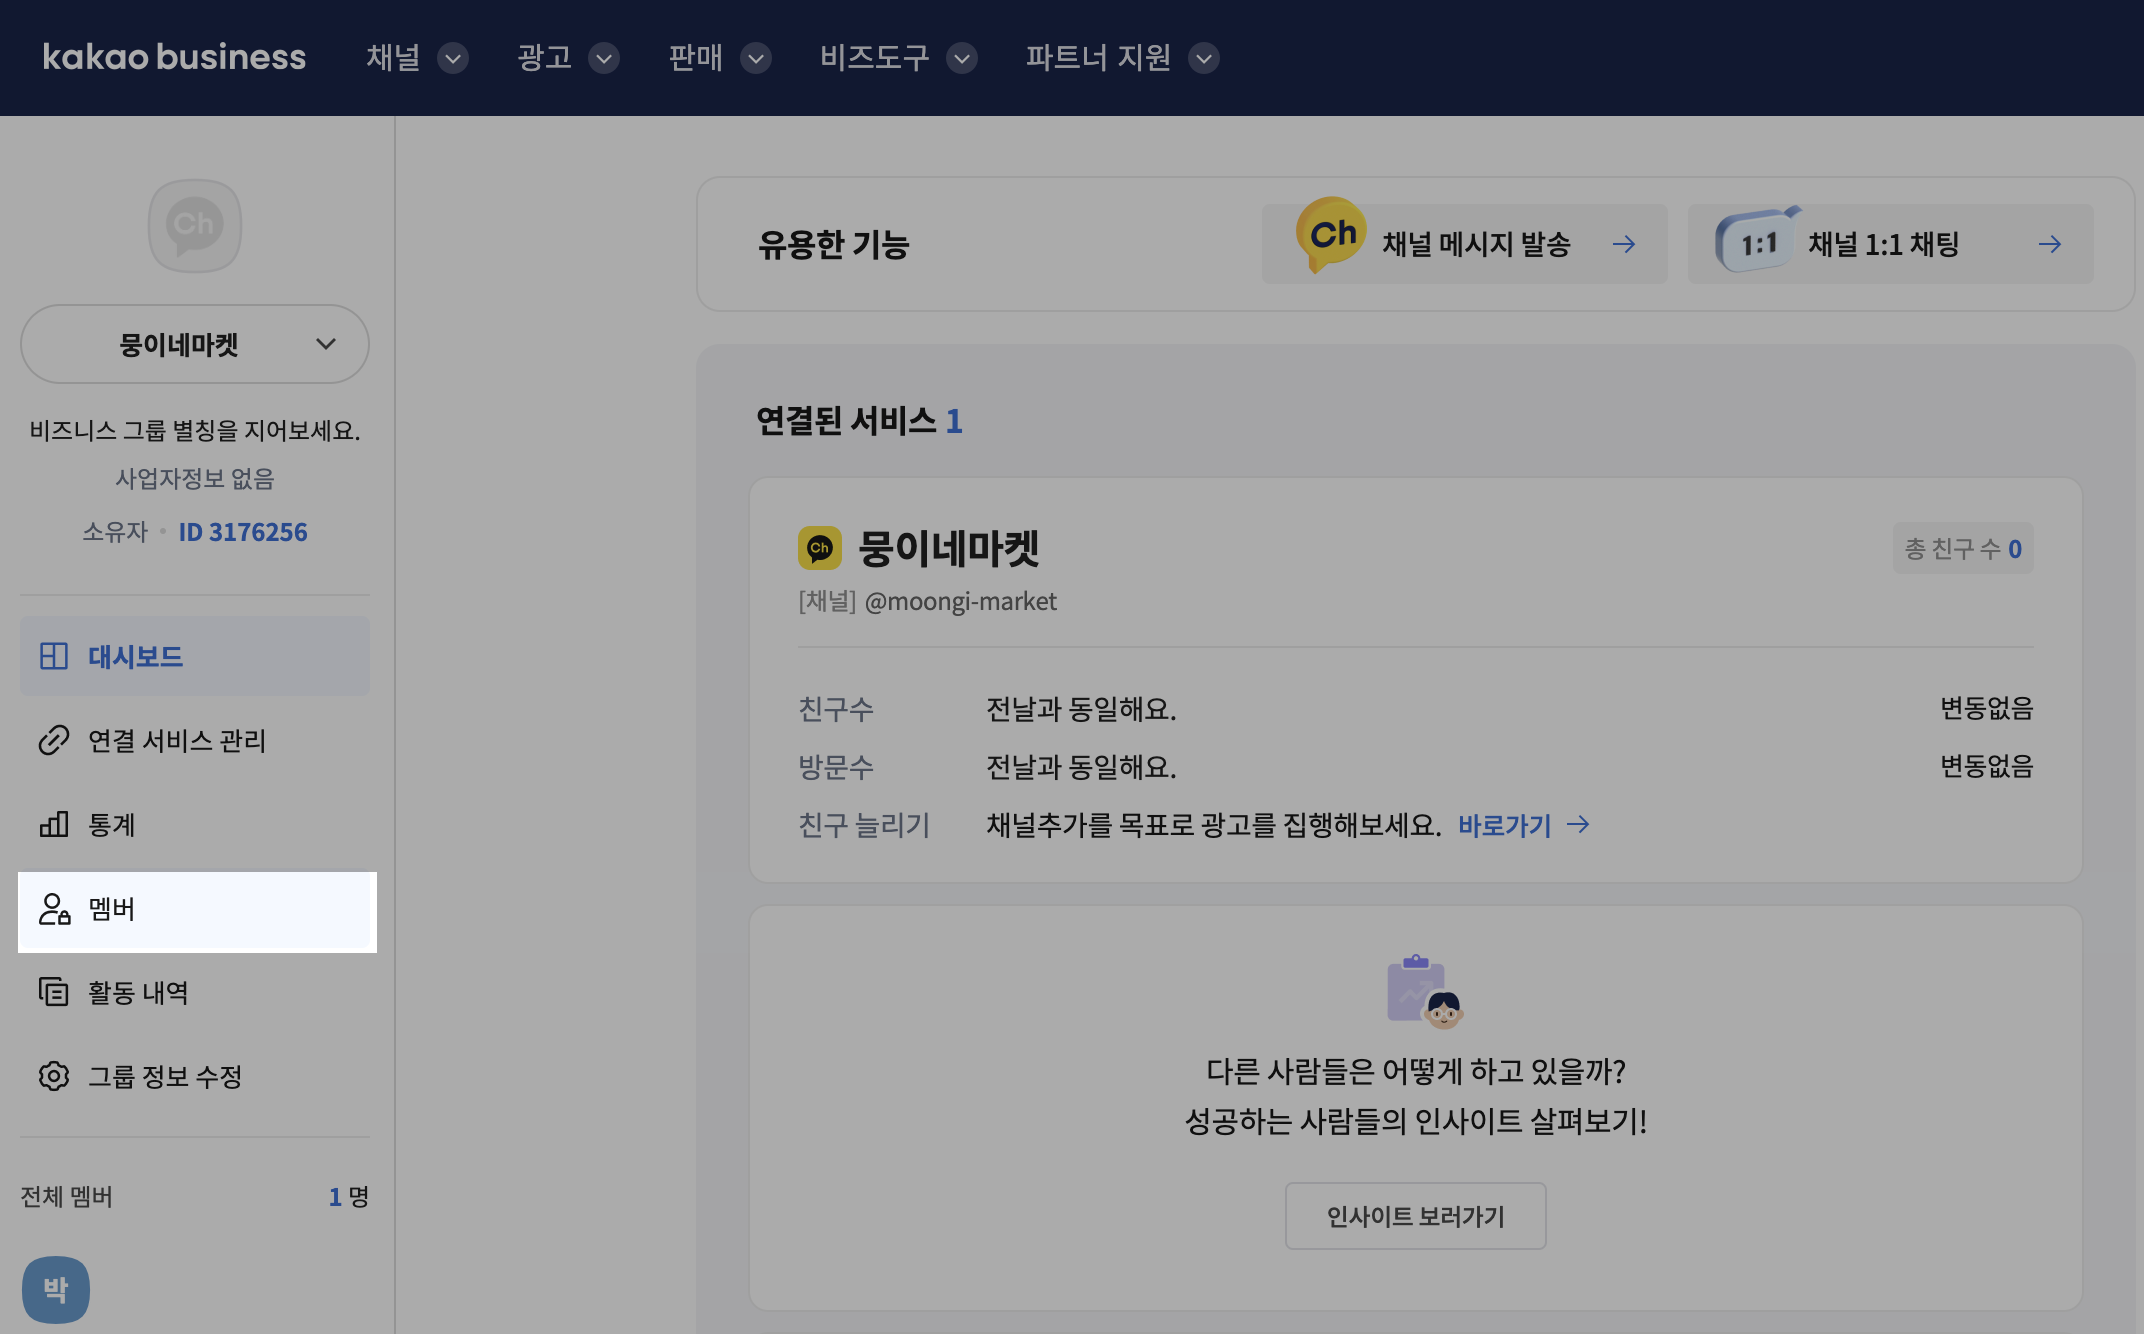 kakao business 채널 광고 판매 비즈도구 파트너 지원
Ch
뭉이네마켓
비즈니스 그룹 별칭을 지어보세요.
사업자정보 없음
소유자 · ID 3176256
대시보드
연결 서비스 관리
통계
멤버
활동 내역
그룹 정보 수정
전체 멤버 1 명
박
유용한 기능
Ch 채널 메시지 발송 →
1:1 채널 1:1 채팅 →
연결된 서비스 1
Ch 뭉이네마켓 총 친구 수 0
[채널] @moongi-market
친구수 전날과 동일해요. 변동없음
방문수 전날과 동일해요. 변동없음
친구 늘리기 채널추가를 목표로 광고를 집행해보세요. 바로가기 →
다른 사람들은 어떻게 하고 있을까?
성공하는 사람들의 인사이트 살펴보기!
인사이트 보러가기